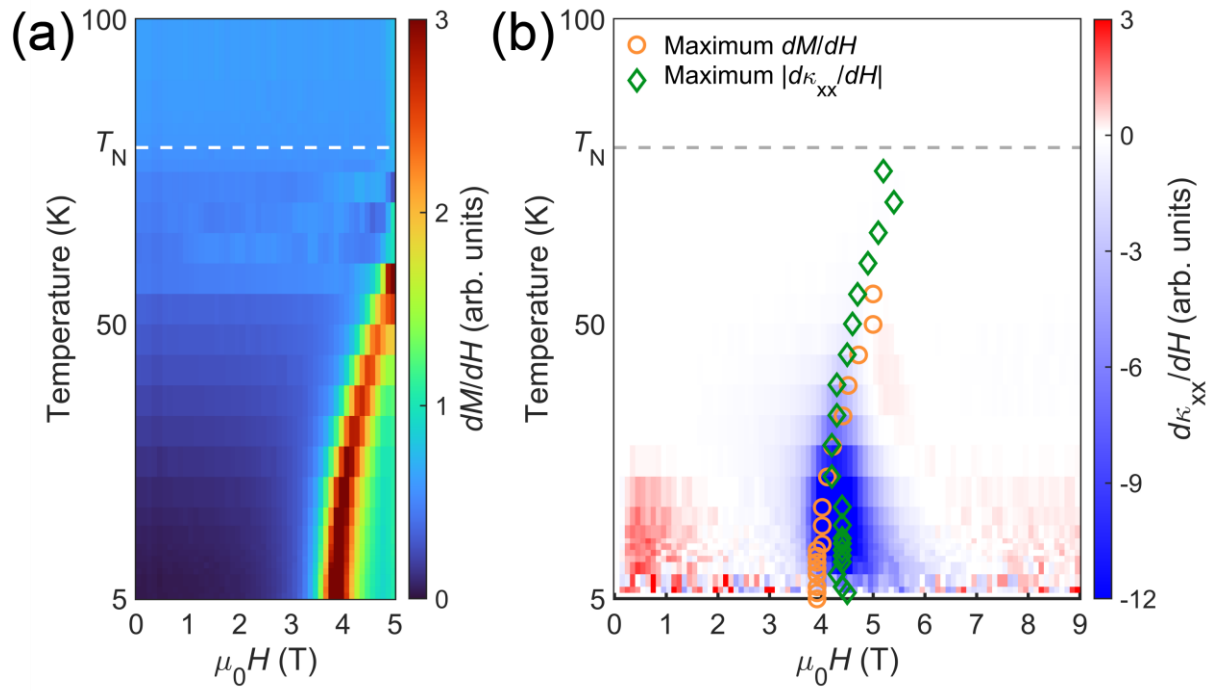 (a)
100
T_N
50
5
Temperature (K)
0 1 2 3 4 5
μ₀H (T)
3
2
1
0
dM/dH (arb. units)
(b)
Maximum dM/dH
Maximum |dκ_xx/dH|
100
T_N
50
5
Temperature (K)
0 1 2 3 4 5 6 7 8 9
μ₀H (T)
3
0
-3
-6
-9
-12
dκ_xx/dH (arb. units)